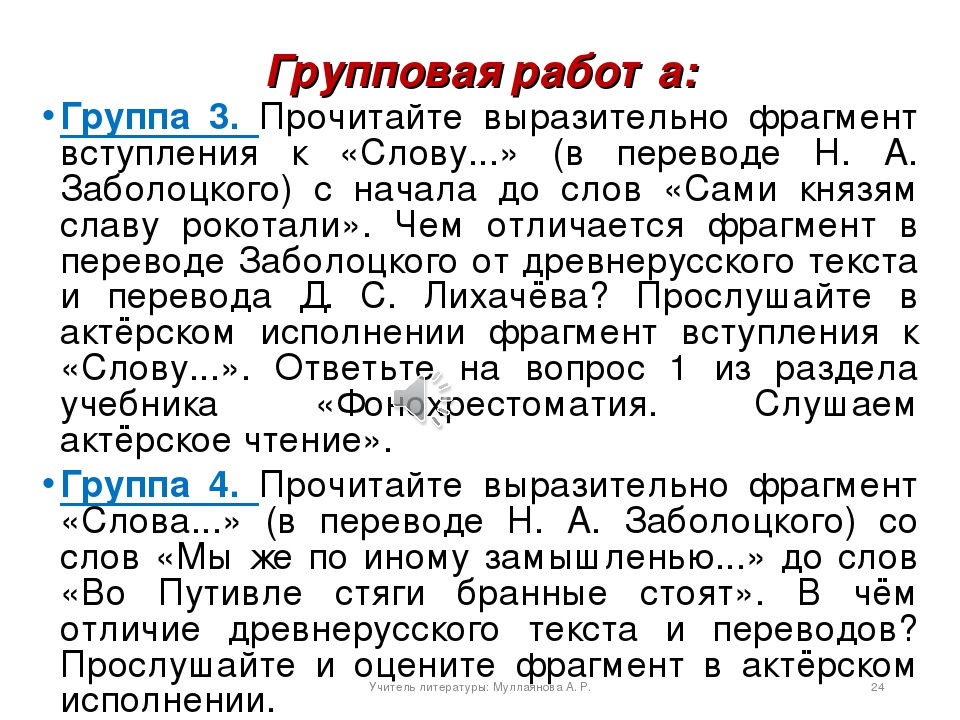 Групповая работ а:
• Группа 3. Прочитайте выразительно фрагмент
вступления к «Слову...» (в переводе Н. А.
Заболоцкого) с начала до слов «Сами князям
славу рокотали». Чем отличается фрагмент в
переводе Заболоцкого от древнерусского текста
и перевода Д. С. Лихачёва? Прослушайте в
актёрском исполнении фрагмент вступления к
«Слову...». Ответьте на вопрос 1 из раздела
учебника «Фонохрестоматия. Слушаем
актёрское чтение».
• Группа 4. Прочитайте выразительно фрагмент
«Слова...» (в переводе Н. А. Заболоцкого) со
слов «Мы же по иному замышленью...» до слов
«Во Путивле стяги бранные стоят». В чём
отличие древнерусского текста и переводов?
Прослушайте и оцените фрагмент в актёрском
исполнении.
Учитель литературы: Муллаянова А. Р.
24